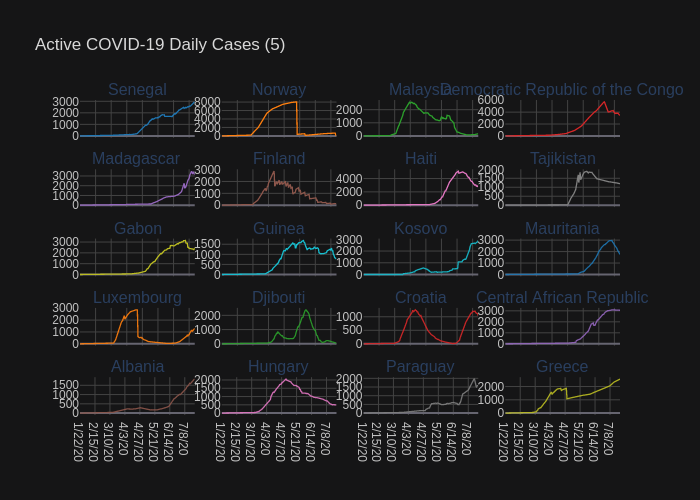 Active COVID-19 Daily Cases (5)
Senegal Norway Malaysia Democratic Republic of the Congo
3000 2000 1000 0
8000 6000 4000 2000 0
2000 0
6000 4000 2000 0
Madagascar Finland Haiti Tajikistan
3000 2000 1000 0
3000 2000 1000 0
4000 2000 0
2000 1500 1000 500 0
Gabon Guinea Kosovo Mauritania
3000 2000 1000 0
1500 1000 500 0
3000 2000 1000 0
3000 2000 1000 0
Luxembourg Djibouti Croatia Central African Republic
3000 2000 1000 0
2000 1000 0
1000 500 0
3000 2000 1000 0
Albania Hungary Paraguay Greece
1500 1000 500 0
2000 1500 1000 500 0
2000 1500 1000 500 0
2000 1000 0
1/22/20 2/15/20 3/10/20 4/3/20 4/27/20 5/21/20 6/14/20 7/8/20
1/22/20 2/15/20 3/10/20 4/3/20 4/27/20 5/21/20 6/14/20 7/8/20
1/22/20 2/15/20 3/10/20 4/3/20 4/27/20 5/21/20 6/14/20 7/8/20
1/22/20 2/15/20 3/10/20 4/3/20 4/27/20 5/21/20 6/14/20 7/8/20